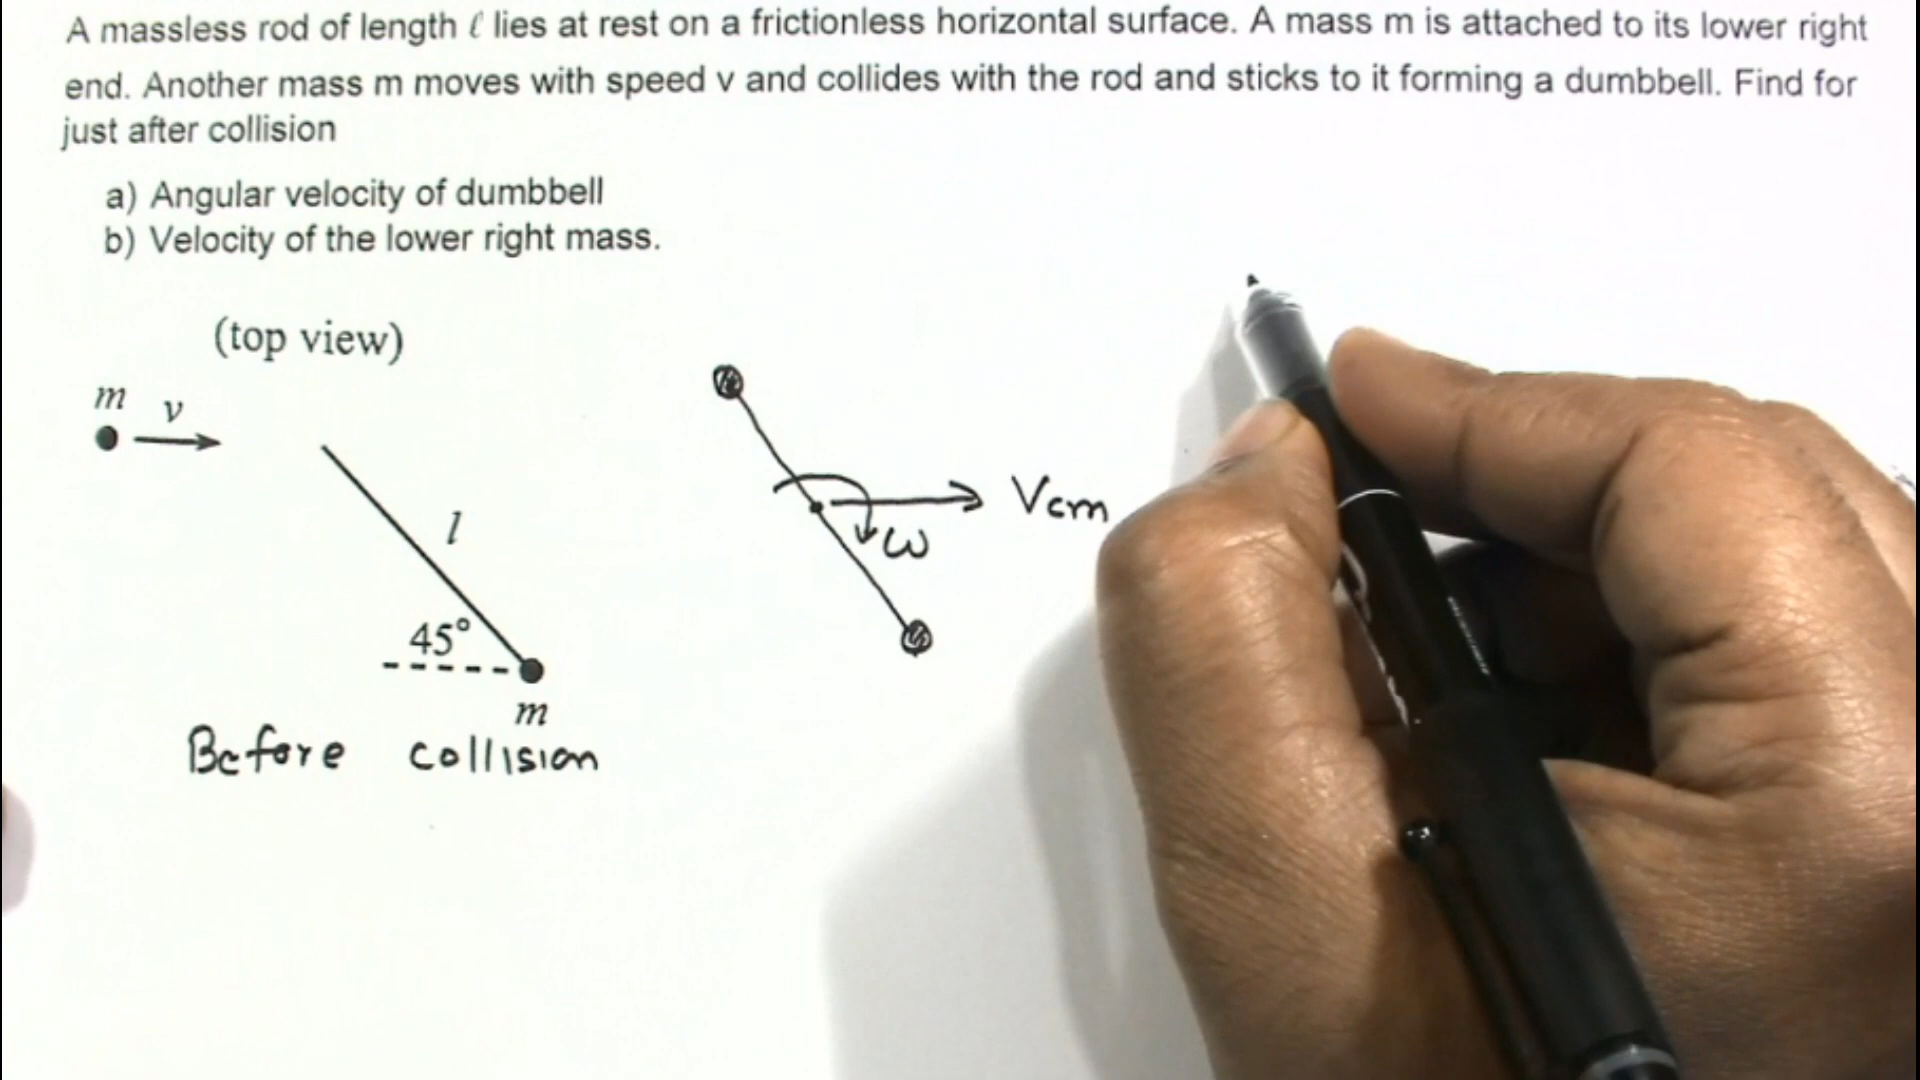 A massless rod of length ℓ lies at rest on a frictionless horizontal surface. A mass m is attached to its lower right
end. Another mass m moves with speed v and collides with the rod and sticks to it forming a dumbbell. Find for
just after collision
a) Angular velocity of dumbbell
b) Velocity of the lower right mass.
(top view)
m
v
l
Vcm
ω
45°
m
Before collision